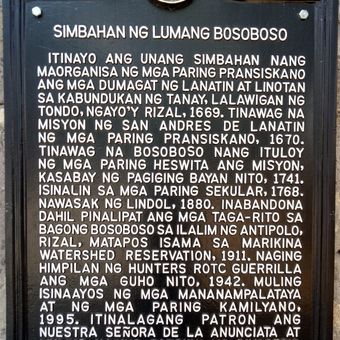 SIMBAHAN NG LUMANG BOSOBOSO
ITINAYO ANG UNANG SIMBAHAN NANG
MAORGANISA NG MGA PARING PRANSISKANO
ANG MGA DUMAGAT NG LANATIN AT LINOTAN
SA KABUNDUKAN NG TANAY, LALAWIGAN NG
TONDO, NGAYO'Y RIZAL, 1669. TINAWAG NA
MISYON NG SAN ANDRES DE LANATIN
NG MGA PARING PRANSISKANO, 1670.
TINAWAG NA BOSOBOSO NANG ITULOY
NG MGA PARING HESWITA ANG MISYON,
KASABAY NG PAGIGING BAYAN NITO, 1741.
ISINALIN SA MGA PARING SEKULAR, 1768.
NAWASAK NG LINDOL, 1880. INABANDONA
DAHIL PINALIPAT ANG MGA TAGA-RITO SA
BAGONG BOSOBOSO SA ILALIM NG ANTIPOLO,
RIZAL, MATAPOS ISAMA SA MARIKINA
WATERSHED RESERVATION, 1911. NAGING
HIMPILAN NG HUNTERS ROTC GUERRILLA
ANG MGA GUHO NITO, 1942. MULING
ISINAAYOS NG MGA MANANAMPALATAYA
AT NG MGA PARING KAMILYANO,
1995. ITINALAGANG PATRON ANG
NUESTRA SEÑORA DE LA ANUNCIATA AT